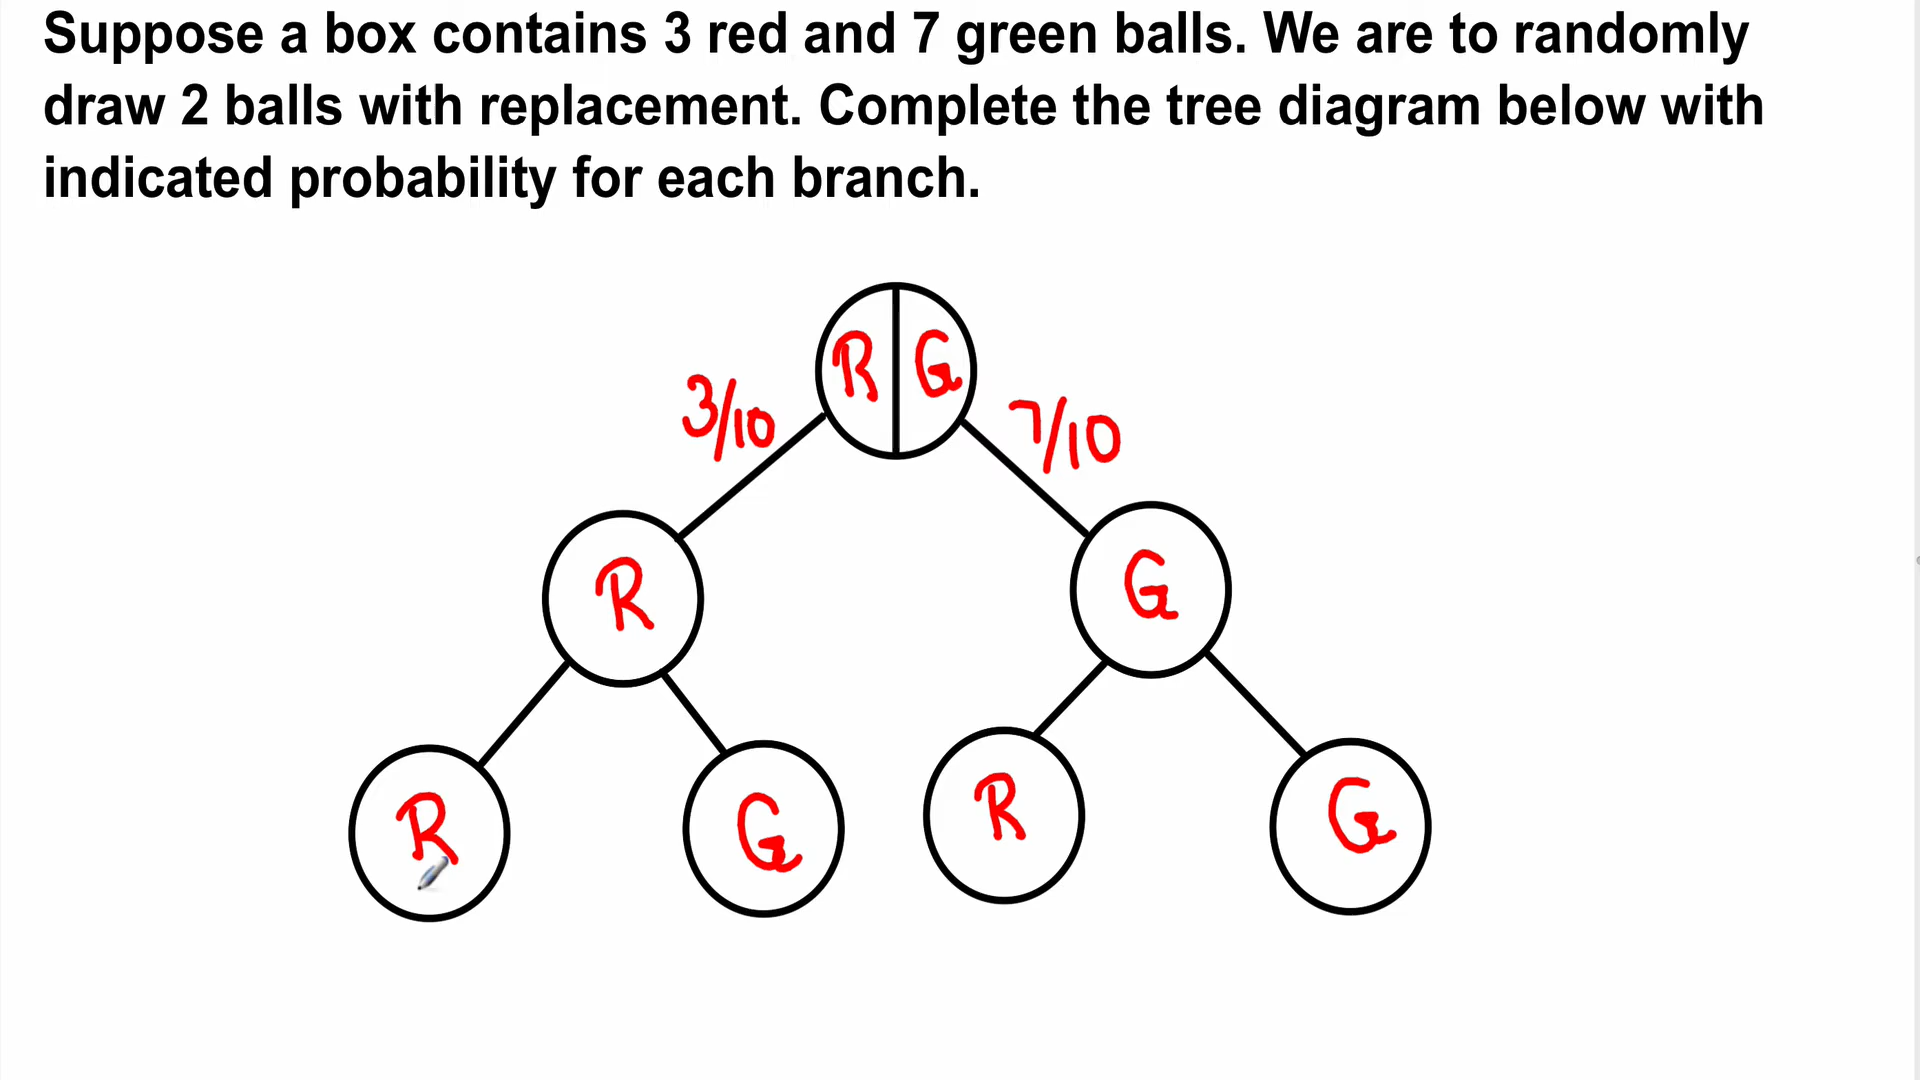 Suppose a box contains 3 red and 7 green balls. We are to randomly
draw 2 balls with replacement. Complete the tree diagram below with
indicated probability for each branch.
R G
3/10 7/10
R G
R G R G